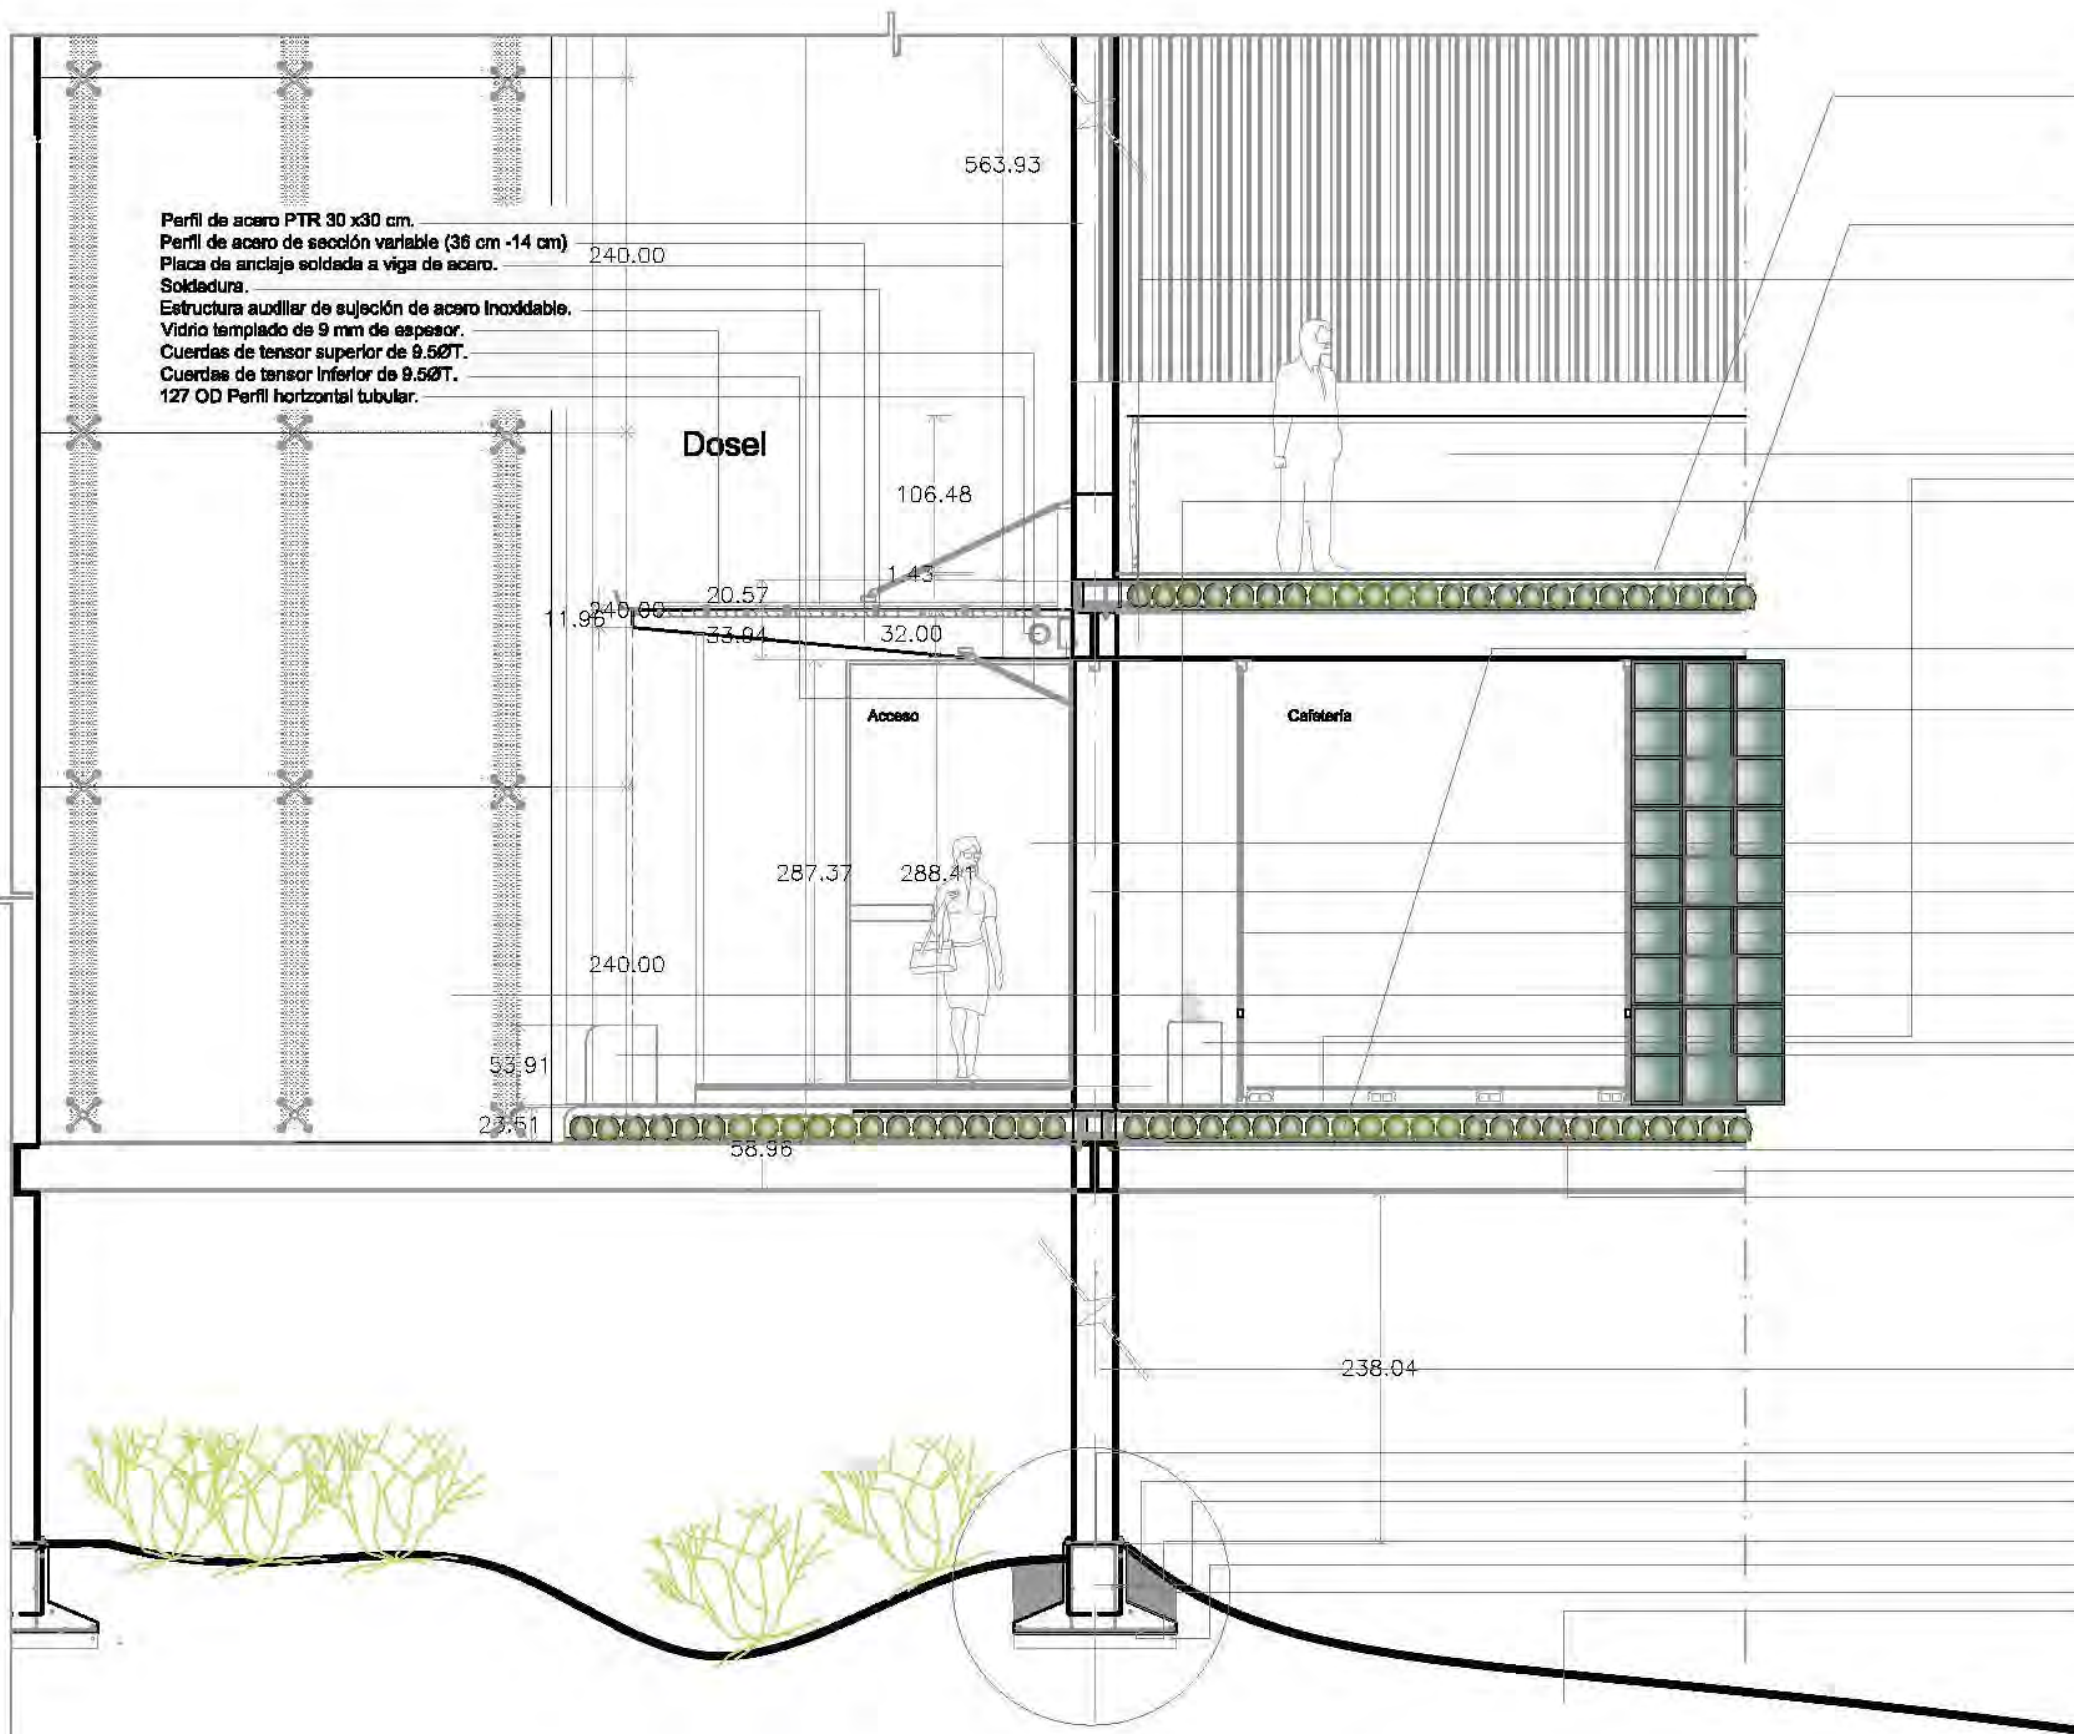 563.93
Perfil de acero PTR 30 x30 cm.
Perfil de acero de sección variable (36 cm -14 cm)
240.00
Placa de anclaje soldada a viga de acero.
Soldadura.
Estructura auxiliar de sujeción de acero inoxidable.
Vidrio templado de 9 mm de espesor.
Cuerdas de tensor superior de 9.5ØT.
Cuerdas de tensor inferior de 9.5ØT.
127 OD Perfil hortzontal tubular.
Dosel
106.48
1.43
20.57
240.00
11.96
33.94
32.00
Acceso
Cafetería
287.37
288.41
240.00
53.91
23.51
58.96
238.04